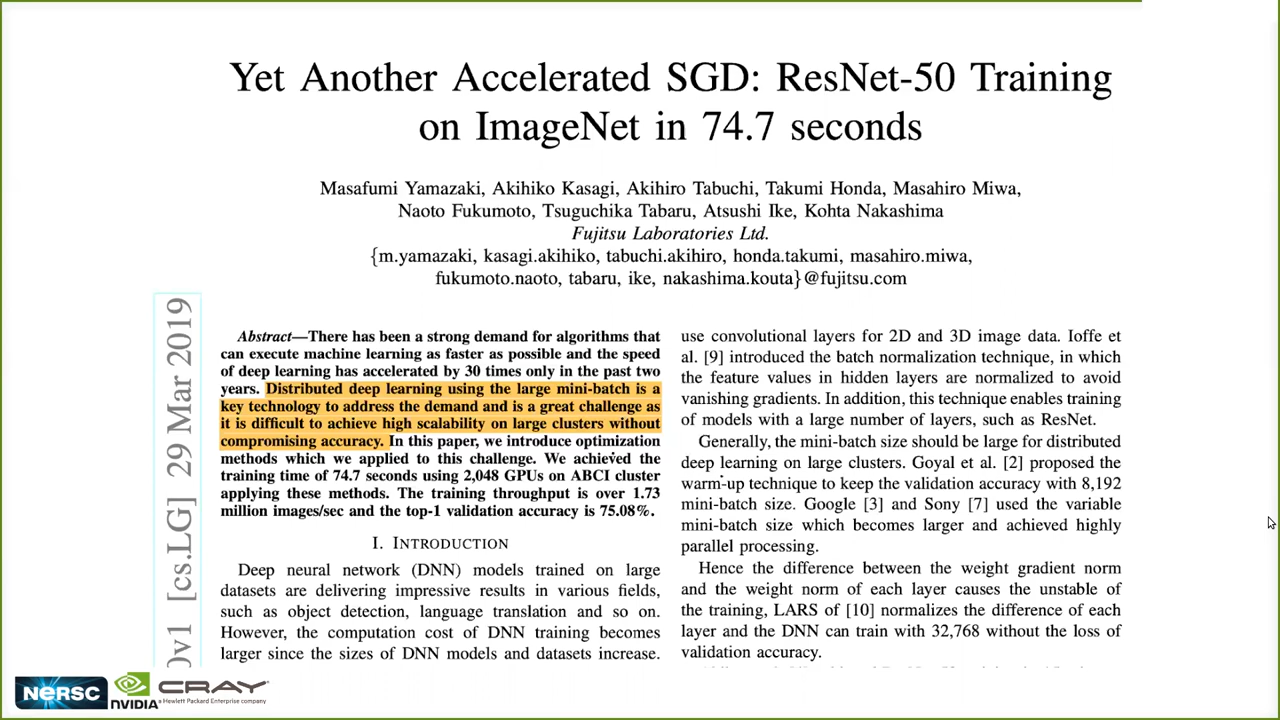 Yet Another Accelerated SGD: ResNet-50 Training
on ImageNet in 74.7 seconds
Masafumi Yamazaki, Akihiko Kasagi, Akihiro Tabuchi, Takumi Honda, Masahiro Miwa,
Naoto Fukumoto, Tsuguchika Tabaru, Atsushi Ike, Kohta Nakashima
Fujitsu Laboratories Ltd.
{m.yamazaki, kasagi.akihiko, tabuchi.akihiro, honda.takumi, masahiro.miwa,
fukumoto.naoto, tabaru, ike, nakashima.kouta}@fujitsu.com
0v1 [cs.LG] 29 Mar 2019
Abstract—There has been a strong demand for algorithms that
can execute machine learning as faster as possible and the speed
of deep learning has accelerated by 30 times only in the past two
years. Distributed deep learning using the large mini-batch is a
key technology to address the demand and is a great challenge as
it is difficult to achieve high scalability on large clusters without
compromising accuracy. In this paper, we introduce optimization
methods which we applied to this challenge. We achieved the
training time of 74.7 seconds using 2,048 GPUs on ABCI cluster
applying these methods. The training throughput is over 1.73
million images/sec and the top-1 validation accuracy is 75.08%.
I. INTRODUCTION
Deep neural network (DNN) models trained on large
datasets are delivering impressive results in various fields,
such as object detection, language translation and so on.
However, the computation cost of DNN training becomes
larger since the sizes of DNN models and datasets increase.
use convolutional layers for 2D and 3D image data. Ioffe et
al. [9] introduced the batch normalization technique, in which
the feature values in hidden layers are normalized to avoid
vanishing gradients. In addition, this technique enables training
of models with a large number of layers, such as ResNet.
Generally, the mini-batch size should be large for distributed
deep learning on large clusters. Goyal et al. [2] proposed the
warm-up technique to keep the validation accuracy with 8,192
mini-batch size. Google [3] and Sony [7] used the variable
mini-batch size which becomes larger and achieved highly
parallel processing.
Hence the difference between the weight gradient norm
and the weight norm of each layer causes the unstable of
the training, LARS of [10] normalizes the difference of each
layer and the DNN can train with 32,768 without the loss of
validation accuracy.
NERSC
NVIDIA
CRAY
a Hewlett Packard Enterprise company